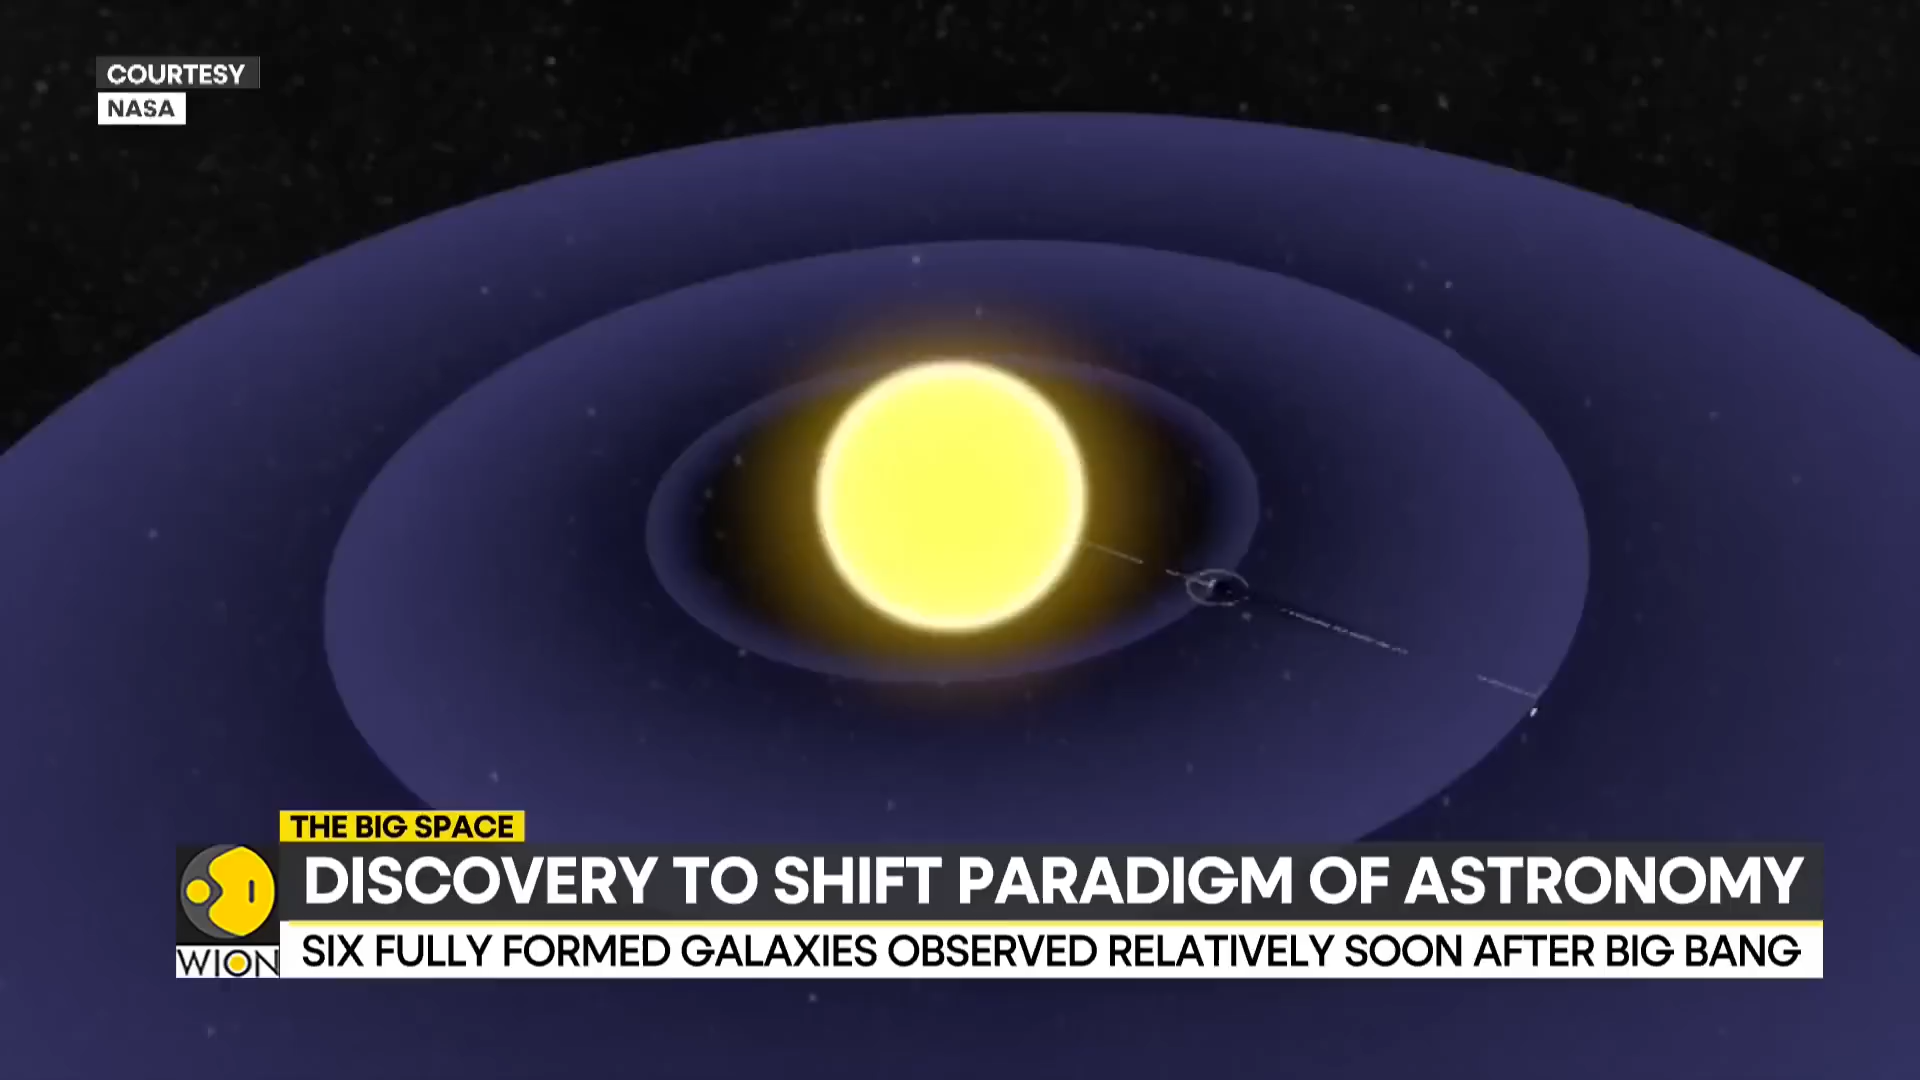 COURTESY
NASA
THE BIG SPACE
DISCOVERY TO SHIFT PARADIGM OF ASTRONOMY
SIX FULLY FORMED GALAXIES OBSERVED RELATIVELY SOON AFTER BIG BANG
WION